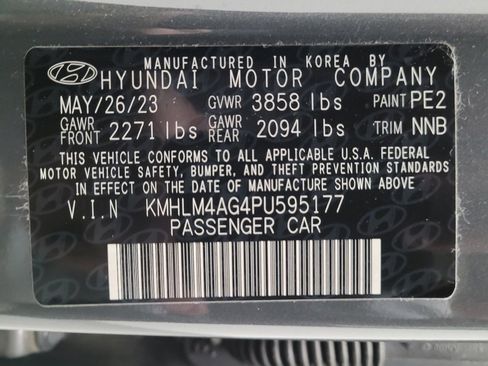 MANUFACTURED IN KOREA BY
HYUNDAI MOTOR COMPANY
MAY/26/23 GVWR 3858 lbs PAINT PE2
GAWR FRONT 2271 lbs GAWR REAR 2094 lbs TRIM NNB
THIS VEHICLE CONFORMS TO ALL APPLICABLE U.S.A. FEDERAL
MOTOR VEHICLE SAFETY, BUMPER, AND THEFT PREVENTION STANDARDS
IN EFFECT ON THE DATE OF MANUFACTURE SHOWN ABOVE.
V.I.N KMHLM4AG4PU595177
PASSENGER CAR